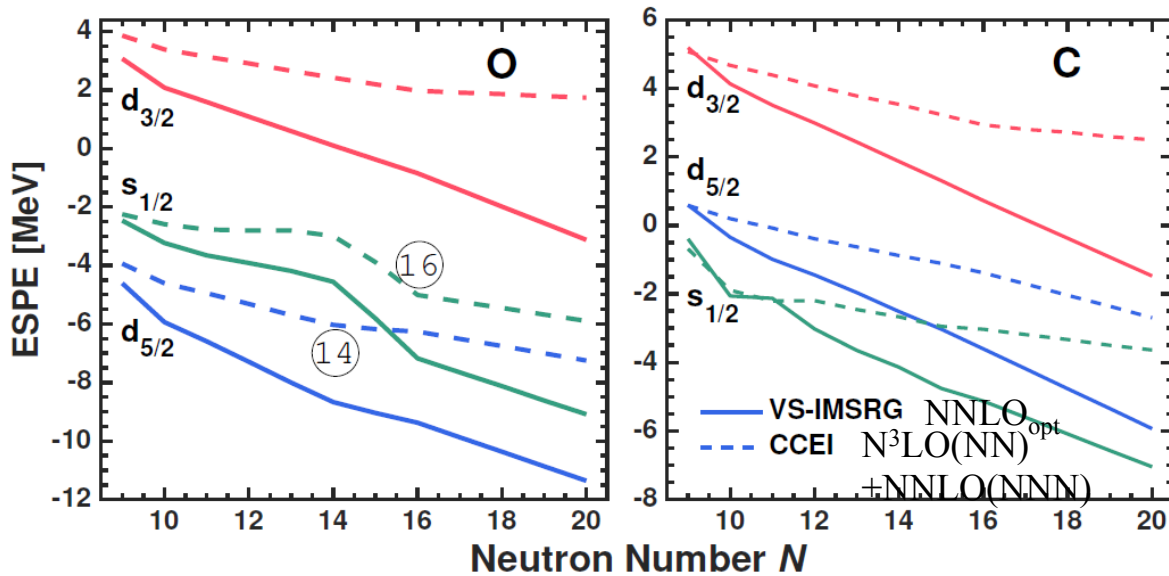 ESPE [MeV]
4
2
0
-2
-4
-6
-8
-10
-12
O
d3/2
s1/2
d5/2
16
14
10
12
14
16
18
20
6
4
2
0
-2
-4
-6
-8
C
d3/2
d5/2
s1/2
VS-IMSRG NNLOopt
CCEI N³LO(NN)
+NNLO(NNN)
10
12
14
16
18
20
Neutron Number N